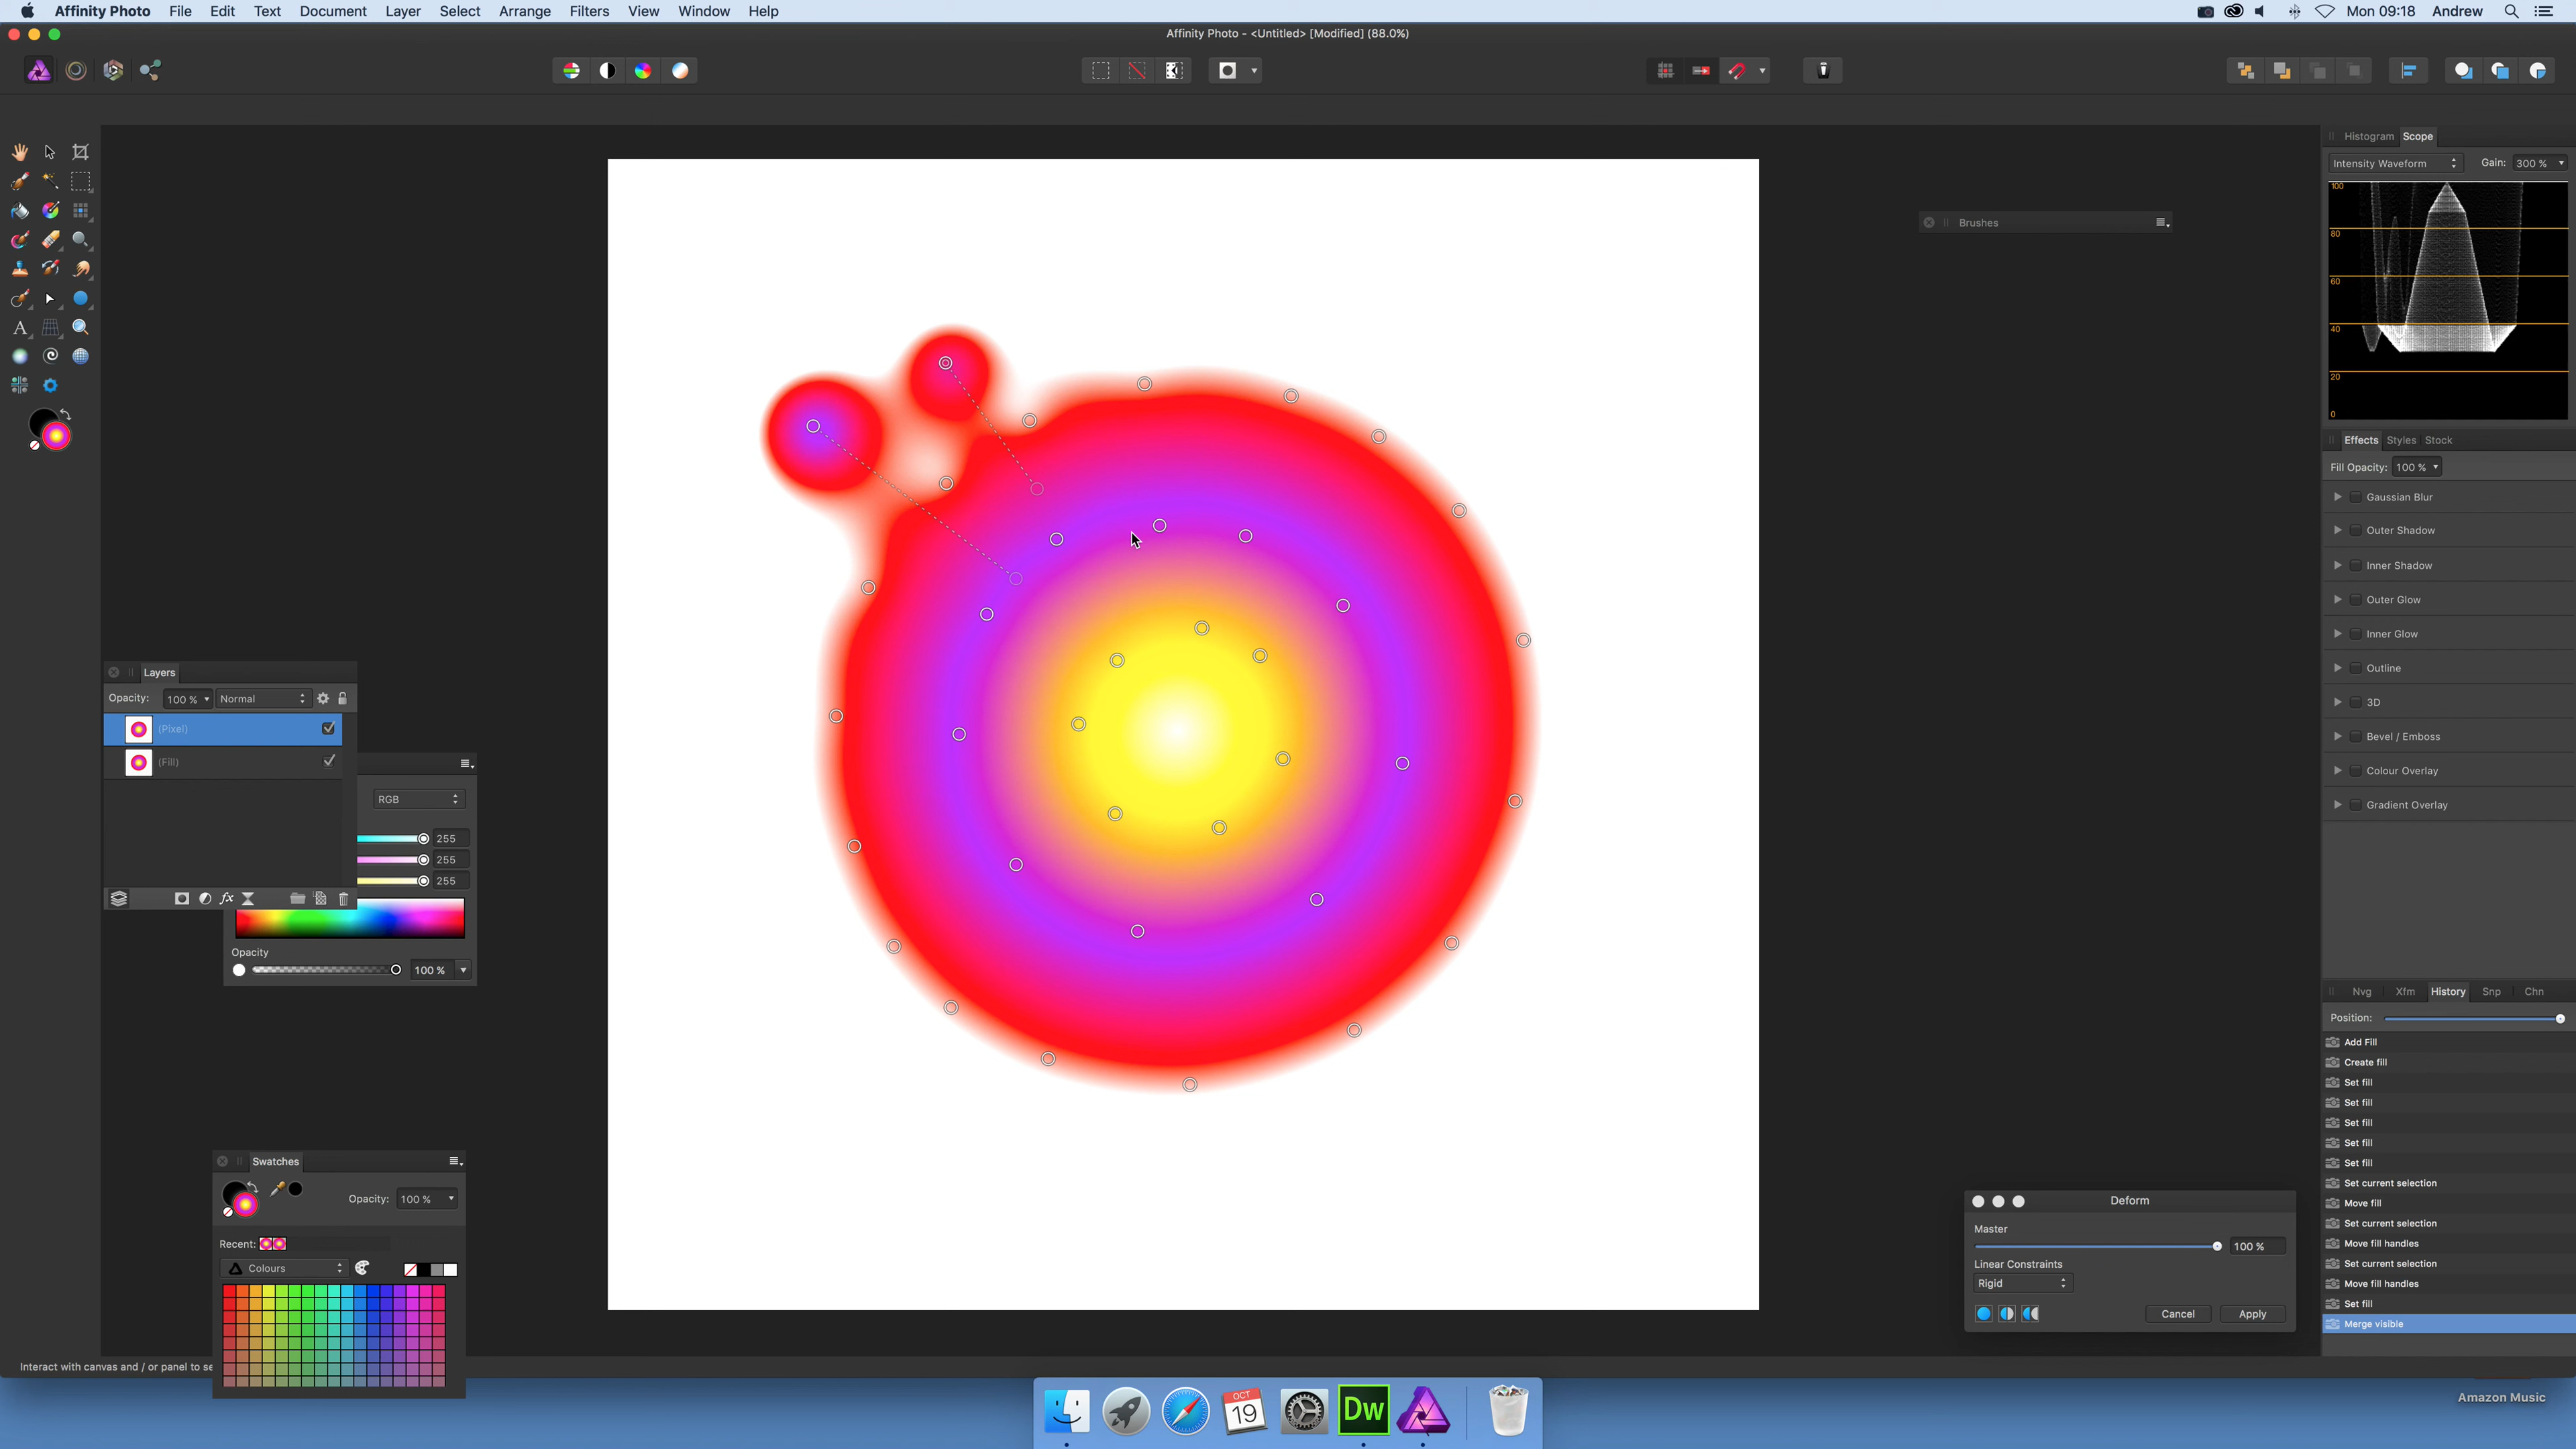 Affinity Photo File Edit Text Document Layer Select Arrange Filters View Window Help
Mon 09:18 Andrew
Affinity Photo - <Untitled> [Modified] (88.0%)
Histogram Scope
Intensity Waveform Gain: 300 %
100
80
60
40
20
0
Brushes
Effects Styles Stock
Fill Opacity: 100 %
Gaussian Blur
Outer Shadow
Inner Shadow
Outer Glow
Inner Glow
Outline
3D
Bevel / Emboss
Colour Overlay
Gradient Overlay
A
Layers
Opacity: 100 % Normal
(Pixel)
(Fill)
fx
RGB
255
255
255
Opacity
100 %
Swatches
Opacity: 100 %
Recent:
Colours
Nvg Xfm History Snp Chn
Position:
Add Fill
Create fill
Set fill
Set fill
Set fill
Set fill
Set fill
Set current selection
Move fill
Set current selection
Move fill handles
Set current selection
Move fill handles
Set fill
Merge visible
Deform
Master
100 %
Linear Constraints
Rigid
Cancel Apply
Interact with canvas and / or panel to se
OCT
19
Dw
Amazon Music